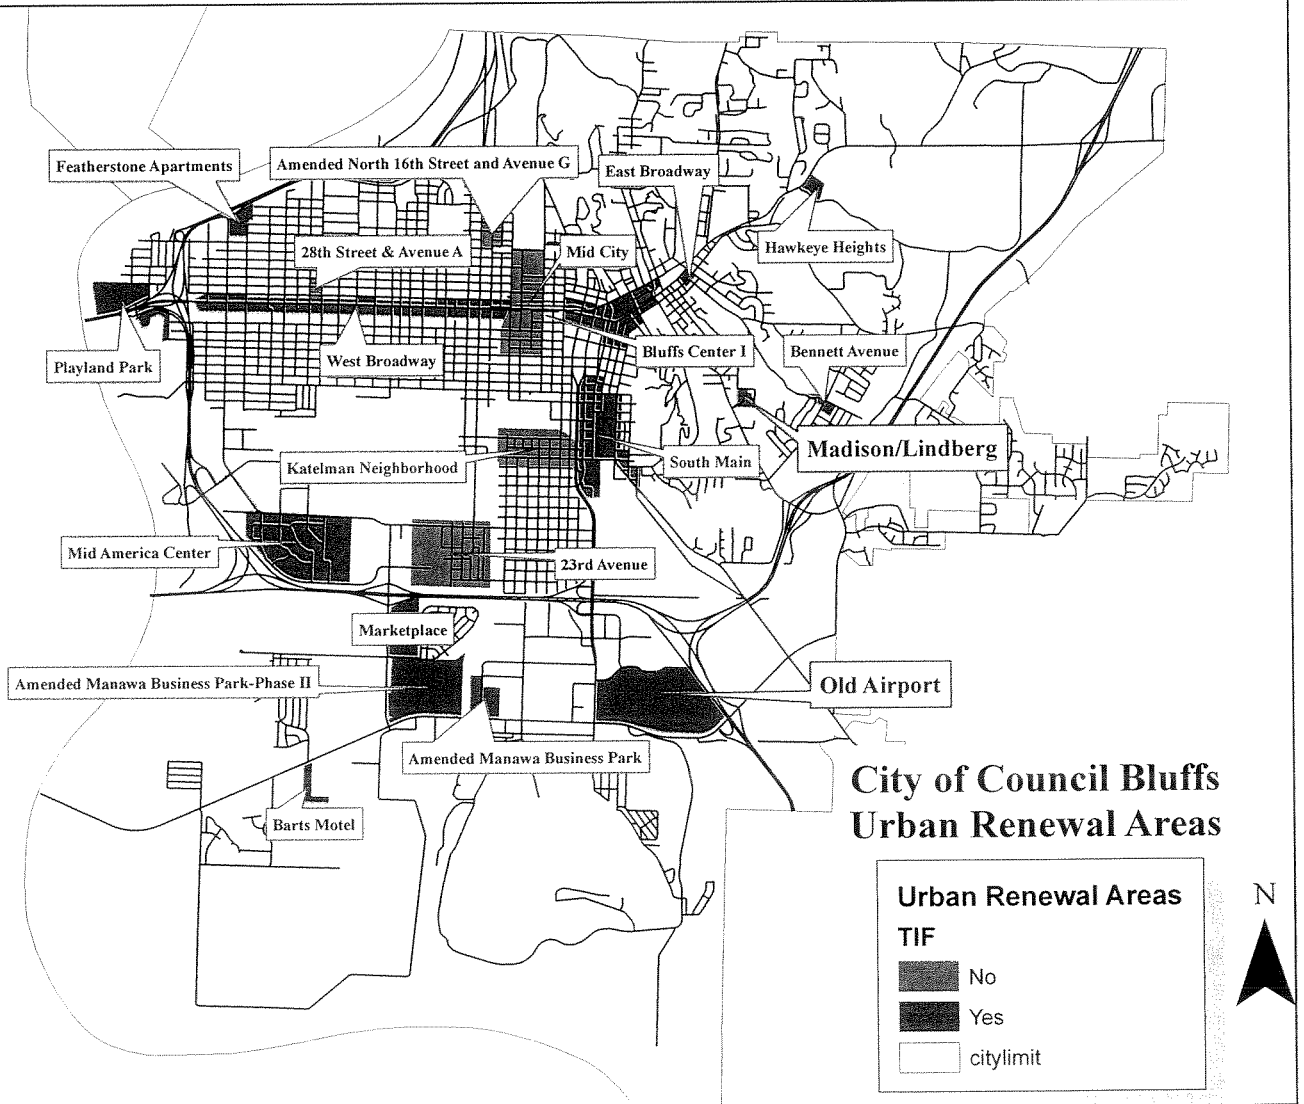 Featherstone Apartments
Amended North 16th Street and Avenue G
East Broadway
28th Street & Avenue A
Mid City
Hawkeye Heights
Playland Park
West Broadway
Bluffs Center I
Bennett Avenue
Madison/Lindberg
Katelman Neighborhood
South Main
Mid America Center
23rd Avenue
Marketplace
Amended Manawa Business Park-Phase II
Old Airport
Amended Manawa Business Park
Barts Motel
City of Council Bluffs
Urban Renewal Areas
Urban Renewal Areas
TIF
No
Yes
citylimit
N